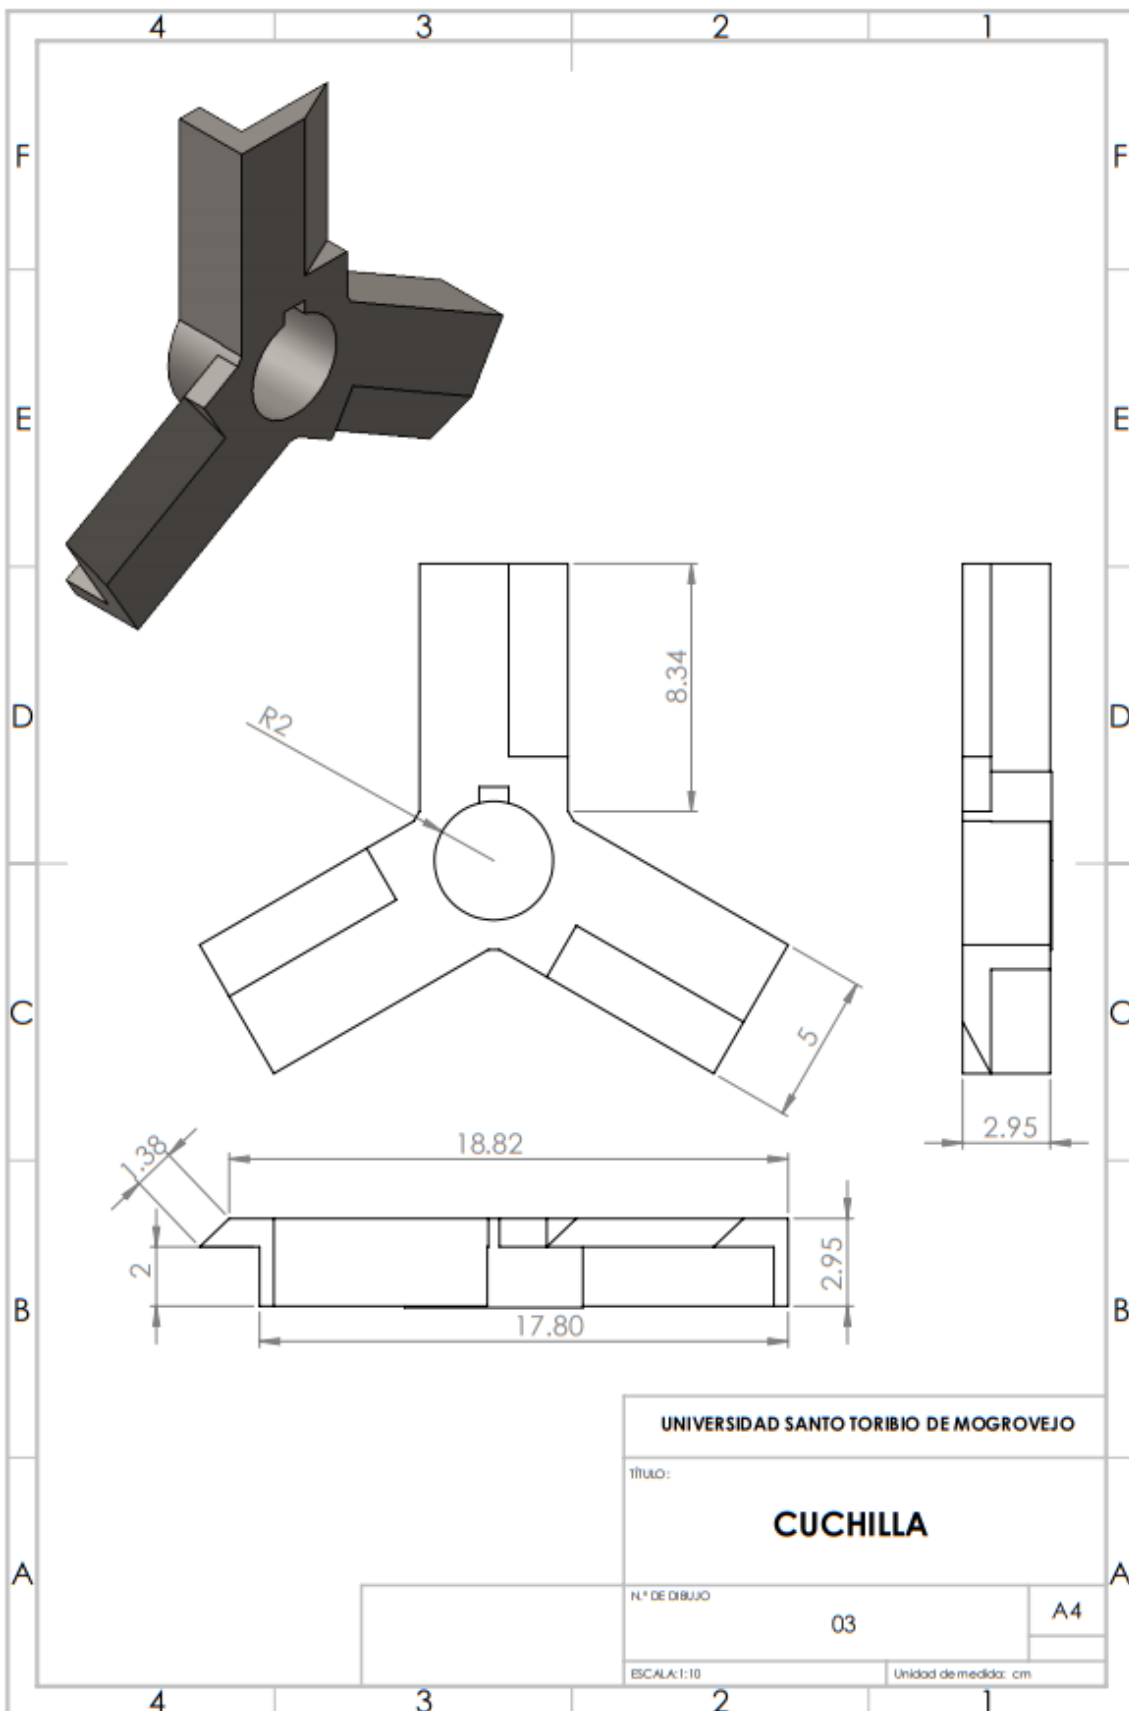 4 3 2 1
F F
E E
D D
C C
B B
A A
8.34
R2
5
2.95
18.82
1.38
2
2.95
17.80
UNIVERSIDAD SANTO TORIBIO DE MOGROVEJO
TÍTULO:
CUCHILLA
N.º DE DIBUJO
03
A4
ESCALA:1:10
Unidad de medida: cm
4 3 2 1